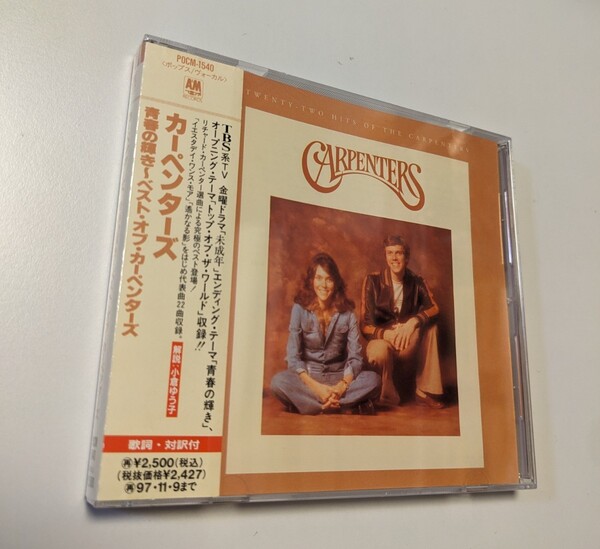 POCM-1540
〈ポップス/ヴォーカル〉
A&M
RECORDS
カーペンターズ
青春の輝き〜ベスト・オブ・カーペンターズ
TBS系TV 金曜ドラマ「未成年」エンディング・テーマ「青春の輝き」、
オープニング・テーマ「トップ・オブ・ザ・ワールド」収録!!
リチャード・カーペンター選曲による究極のベスト登場!
「イエスタデイ・ワンス・モア」「遙かなる影」をはじめ代表曲22曲収録。
解説:小倉ゆう子
歌詞・対訳付
㊢¥2,500(税込)
(税抜価格¥2,427)
㊢97・11・9まで
TWENTY-TWO HITS OF THE CARPENTERS
CARPENTERS